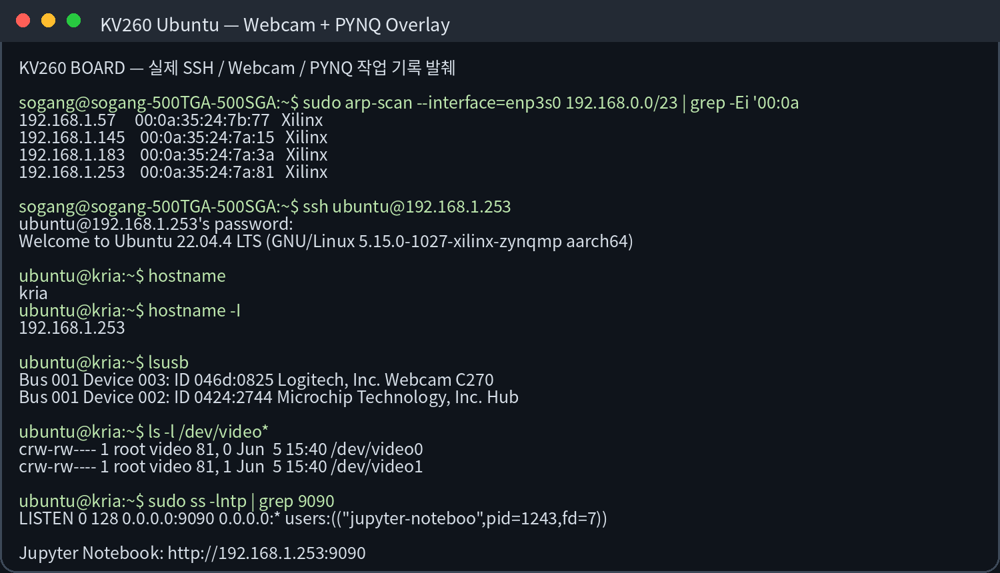 KV260 Ubuntu — Webcam + PYNQ Overlay
KV260 BOARD — 실제 SSH / Webcam / PYNQ 작업 기록 발췌
sogang@sogang-500TGA-500SGA:~$ sudo arp-scan --interface=enp3s0 192.168.0.0/23 | grep -Ei '00:0a
192.168.1.57     00:0a:35:24:7b:77   Xilinx
192.168.1.145    00:0a:35:24:7a:15   Xilinx
192.168.1.183    00:0a:35:24:7a:3a   Xilinx
192.168.1.253    00:0a:35:24:7a:81   Xilinx
sogang@sogang-500TGA-500SGA:~$ ssh ubuntu@192.168.1.253
ubuntu@192.168.1.253's password:
Welcome to Ubuntu 22.04.4 LTS (GNU/Linux 5.15.0-1027-xilinx-zynqmp aarch64)
ubuntu@kria:~$ hostname
kria
ubuntu@kria:~$ hostname -I
192.168.1.253
ubuntu@kria:~$ lsusb
Bus 001 Device 003: ID 046d:0825 Logitech, Inc. Webcam C270
Bus 001 Device 002: ID 0424:2744 Microchip Technology, Inc. Hub
ubuntu@kria:~$ ls -l /dev/video*
crw-rw---- 1 root video 81, 0 Jun  5 15:40 /dev/video0
crw-rw---- 1 root video 81, 1 Jun  5 15:40 /dev/video1
ubuntu@kria:~$ sudo ss -lntp | grep 9090
LISTEN 0 128 0.0.0.0:9090 0.0.0.0:* users:(("jupyter-noteboo",pid=1243,fd=7))
Jupyter Notebook: http://192.168.1.253:9090